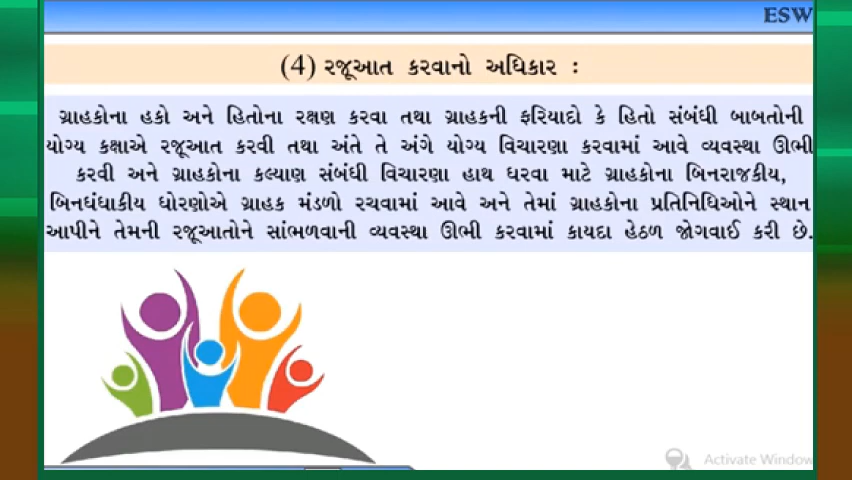 ESW
(4) રજૂઆત કરવાનો અધિકાર :
ગ્રાહકોના હકો અને હિતોના રક્ષણ કરવા તથા ગ્રાહકની ફરિયાદો કે હિતો સંબંધી બાબતોની
યોગ્ય કક્ષાએ રજૂઆત કરવી તથા અંતે તે અંગે યોગ્ય વિચારણા કરવામાં આવે વ્યવસ્થા ઊભી
કરવી અને ગ્રાહકોના કલ્યાણ સંબંધી વિચારણા હાથ ધરવા માટે ગ્રાહકોના બિનરાજકીય,
બિનધંધાકીય ધોરણોએ ગ્રાહક મંડળો રચવામાં આવે અને તેમાં ગ્રાહકોના પ્રતિનિધિઓને સ્થાન
આપીને તેમની રજૂઆતોને સાંભળવાની વ્યવસ્થા ઊભી કરવામાં કાયદા હેઠળ જોગવાઈ કરી છે.
Activate Window